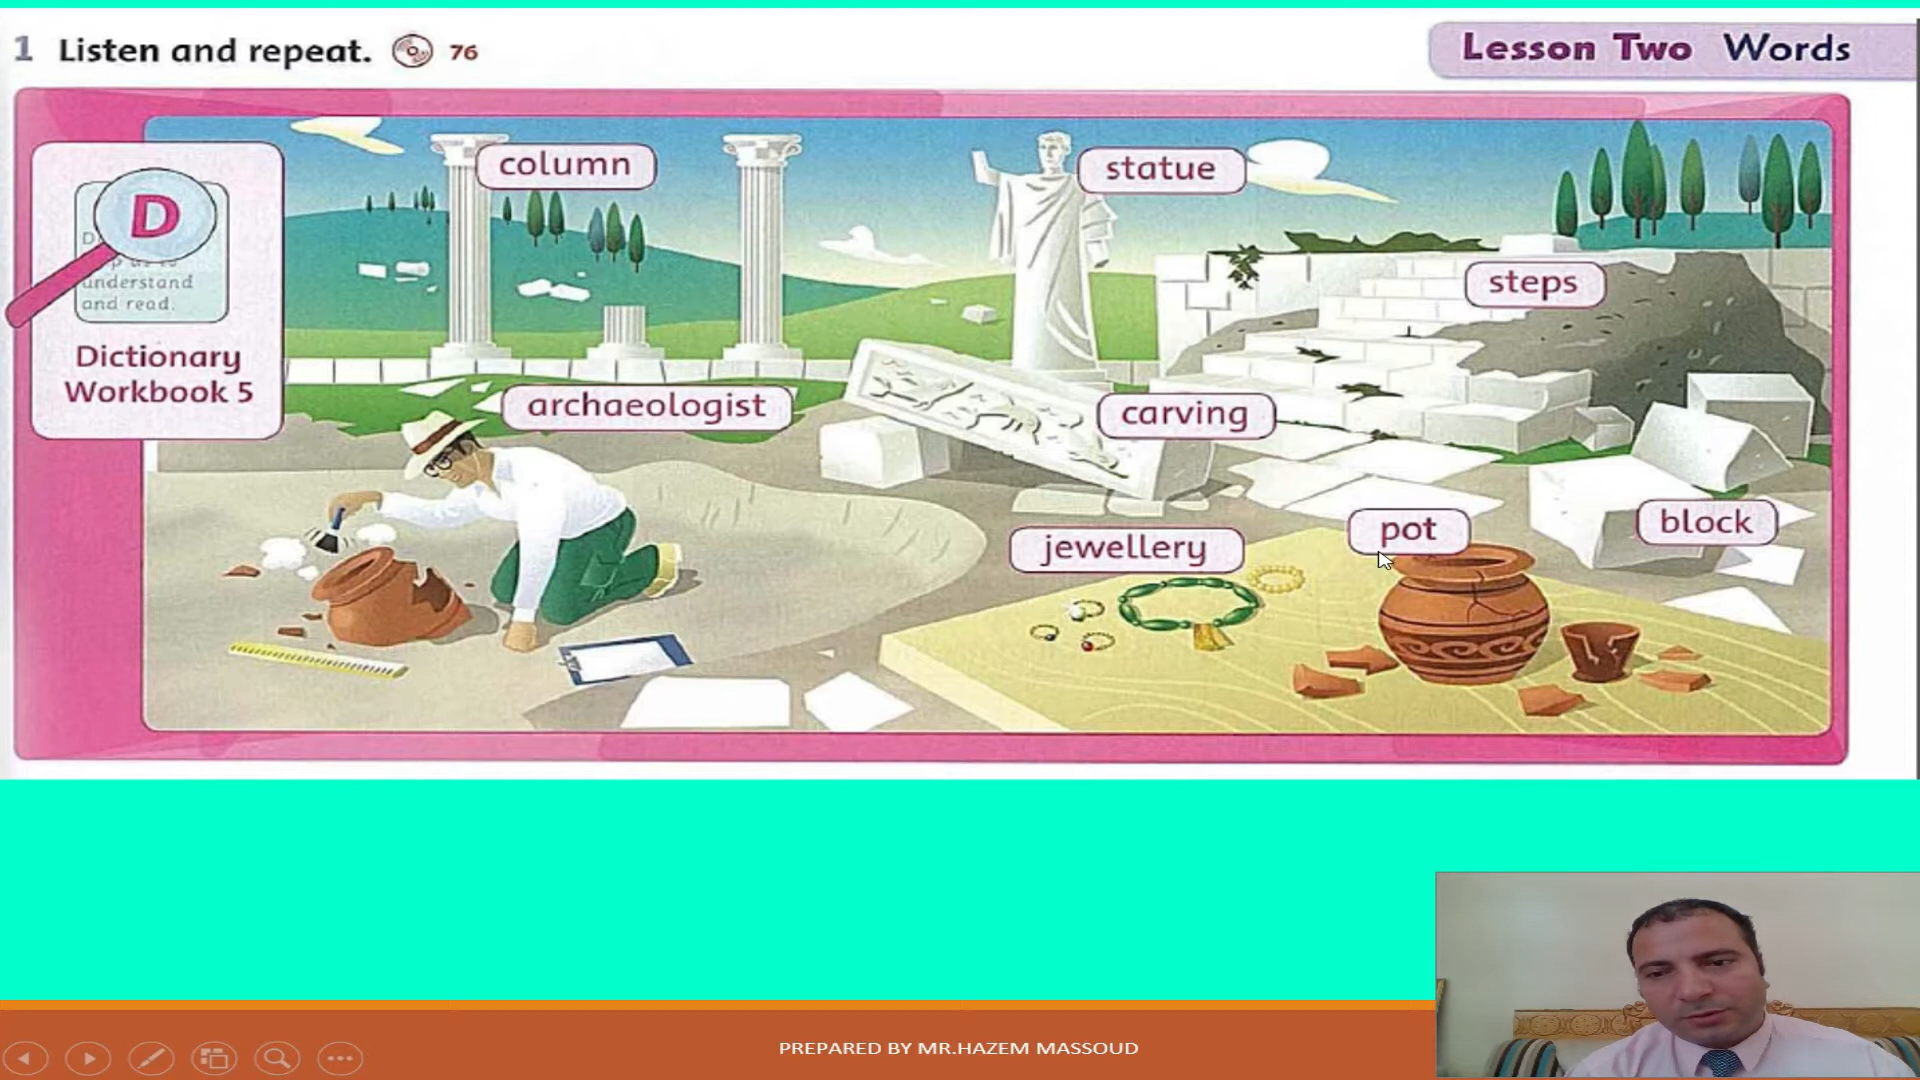 1 Listen and repeat. 76
Lesson Two Words
column
statue
D
understand
and read.
steps
Dictionary
Workbook 5
archaeologist
carving
jewellery
pot
block
PREPARED BY MR.HAZEM MASSOUD